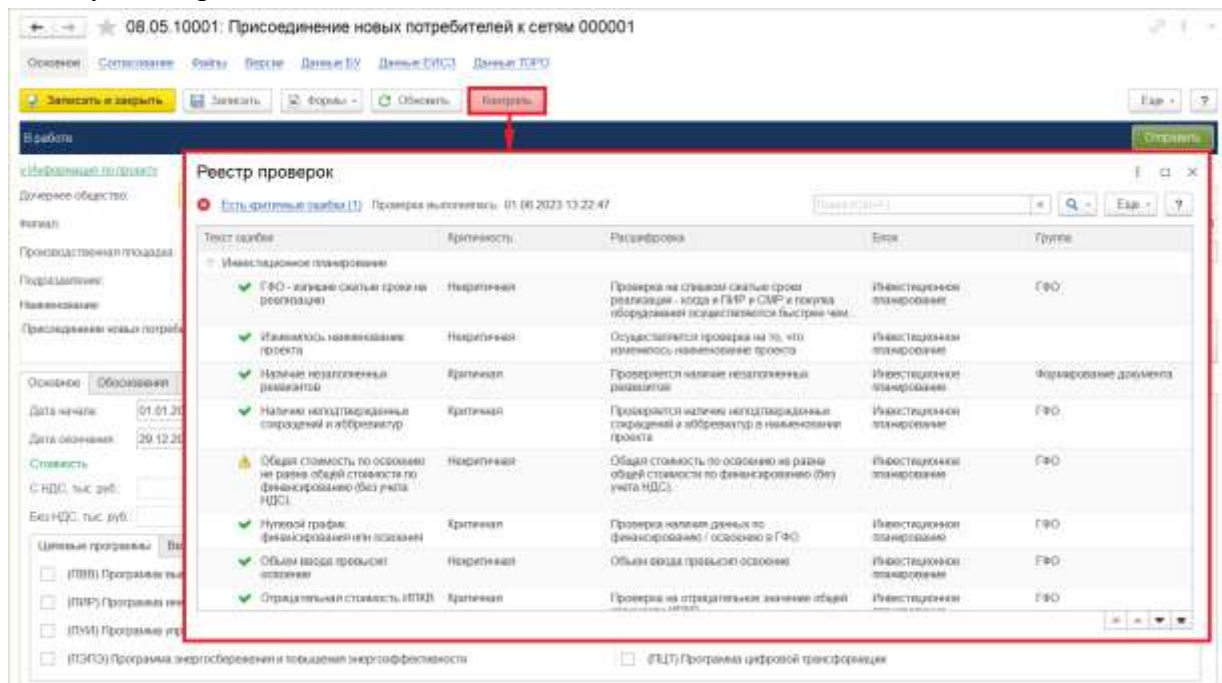 08.05.10001: Присоединение новых потребителей к сетям 000001
Основное Согласование Файлы Версии Данные БУ Данные ЕИСЗ Данные ТОРО
Записать и закрыть Записать Формы Обновить Контроль Еще ?
В работе Отправить
Информация по проекту
Дочернее общество:
Филиал:
Производственная площадка:
Подразделение:
Наименование:
Присоединение новых потреби
Основное Обоснования
Дата начала: 01.01.20
Дата окончания: 29.12.20
Стоимость
С НДС, тыс. руб.:
Без НДС, тыс. руб.:
Целевые программы
(ПЭПЭ) Программа энергосбережения и повышения энергоэффективности (ПЦТ) Программа цифровой трансформации
Реестр проверок
Есть критичные ошибки (1) Проверка выполнялась: 01.06.2023 13:22:47 Еще ?
Текст ошибки Критичность Расшифровка Блок Группа
Инвестиционное планирование
ГФО - излишне сжатые сроки на Некритичная Проверка на слишком сжатые сроки Инвестиционное ГФО
реализацию реализации - когда и ПИР и СМР и покупка планирование
оборудования осуществляются быстрее чем
Изменилось наименование Некритичная Осуществляется проверка на то, что Инвестиционное
проекта изменилось наименование проекта планирование
Наличие незаполненных Критичная Проверяется наличие незаполненных Инвестиционное Формирование документа
реквизитов реквизитов планирование
Наличие неподтвержденных Критичная Проверяется наличие неподтвержденных Инвестиционное ГФО
сокращений и аббревиатур сокращений и аббревиатур в наименовании планирование
проекта
Общая стоимость по освоению Некритичная Общая стоимость по освоению не равна Инвестиционное ГФО
не равна общей стоимости по общей стоимости по финансированию (без планирование
финансированию (без учета учета НДС).
НДС).
Нулевой график Критичная Проверка наличия данных по Инвестиционное ГФО
финансирования или освоения финансированию / освоению в ГФО планирование
Объем ввода превысил Некритичная Объем ввода превысил освоение Инвестиционное ГФО
освоение планирование
Отрицательная стоимость ИПКВ Критичная Проверка на отрицательное значение общей Инвестиционное ГФО